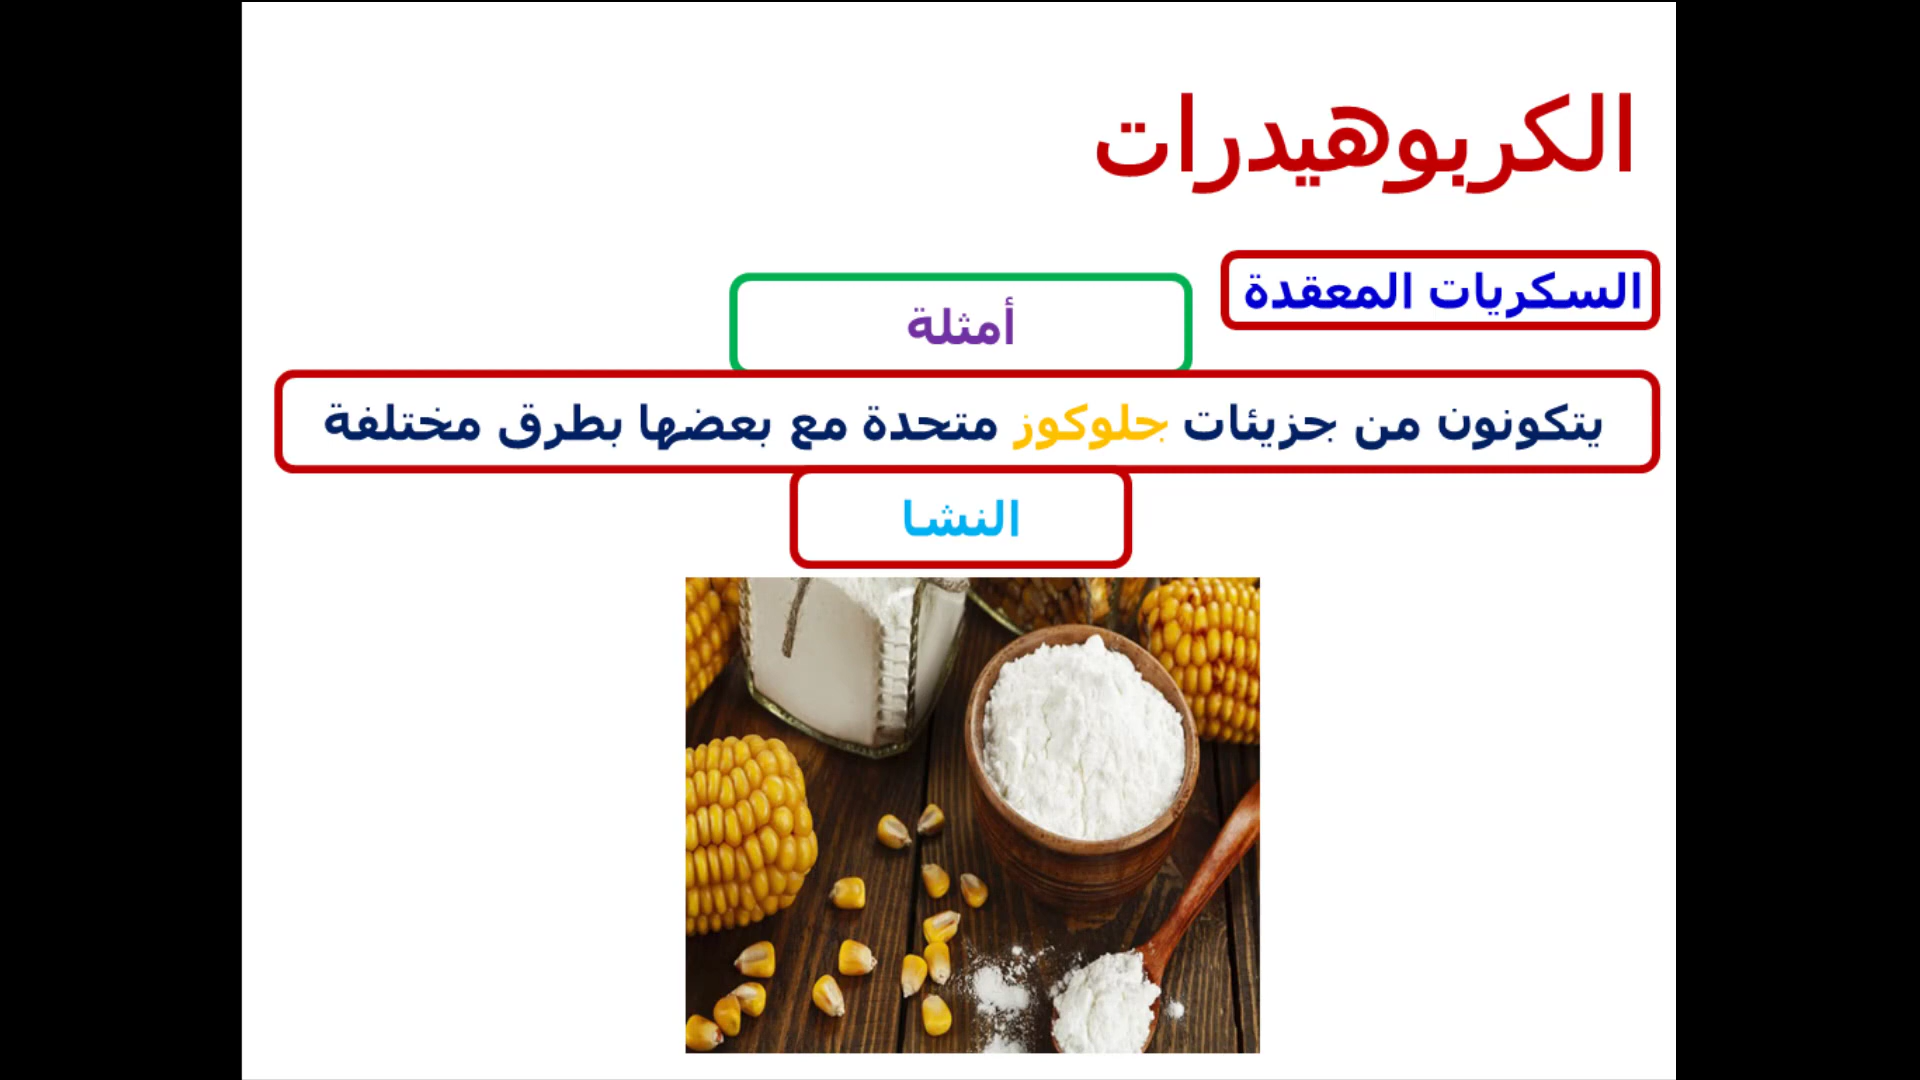 الكربوهيدرات
السكريات المعقدة
أمثلة
يتكونون من جزيئات جلوكوز متحدة مع بعضها بطرق مختلفة
النشا